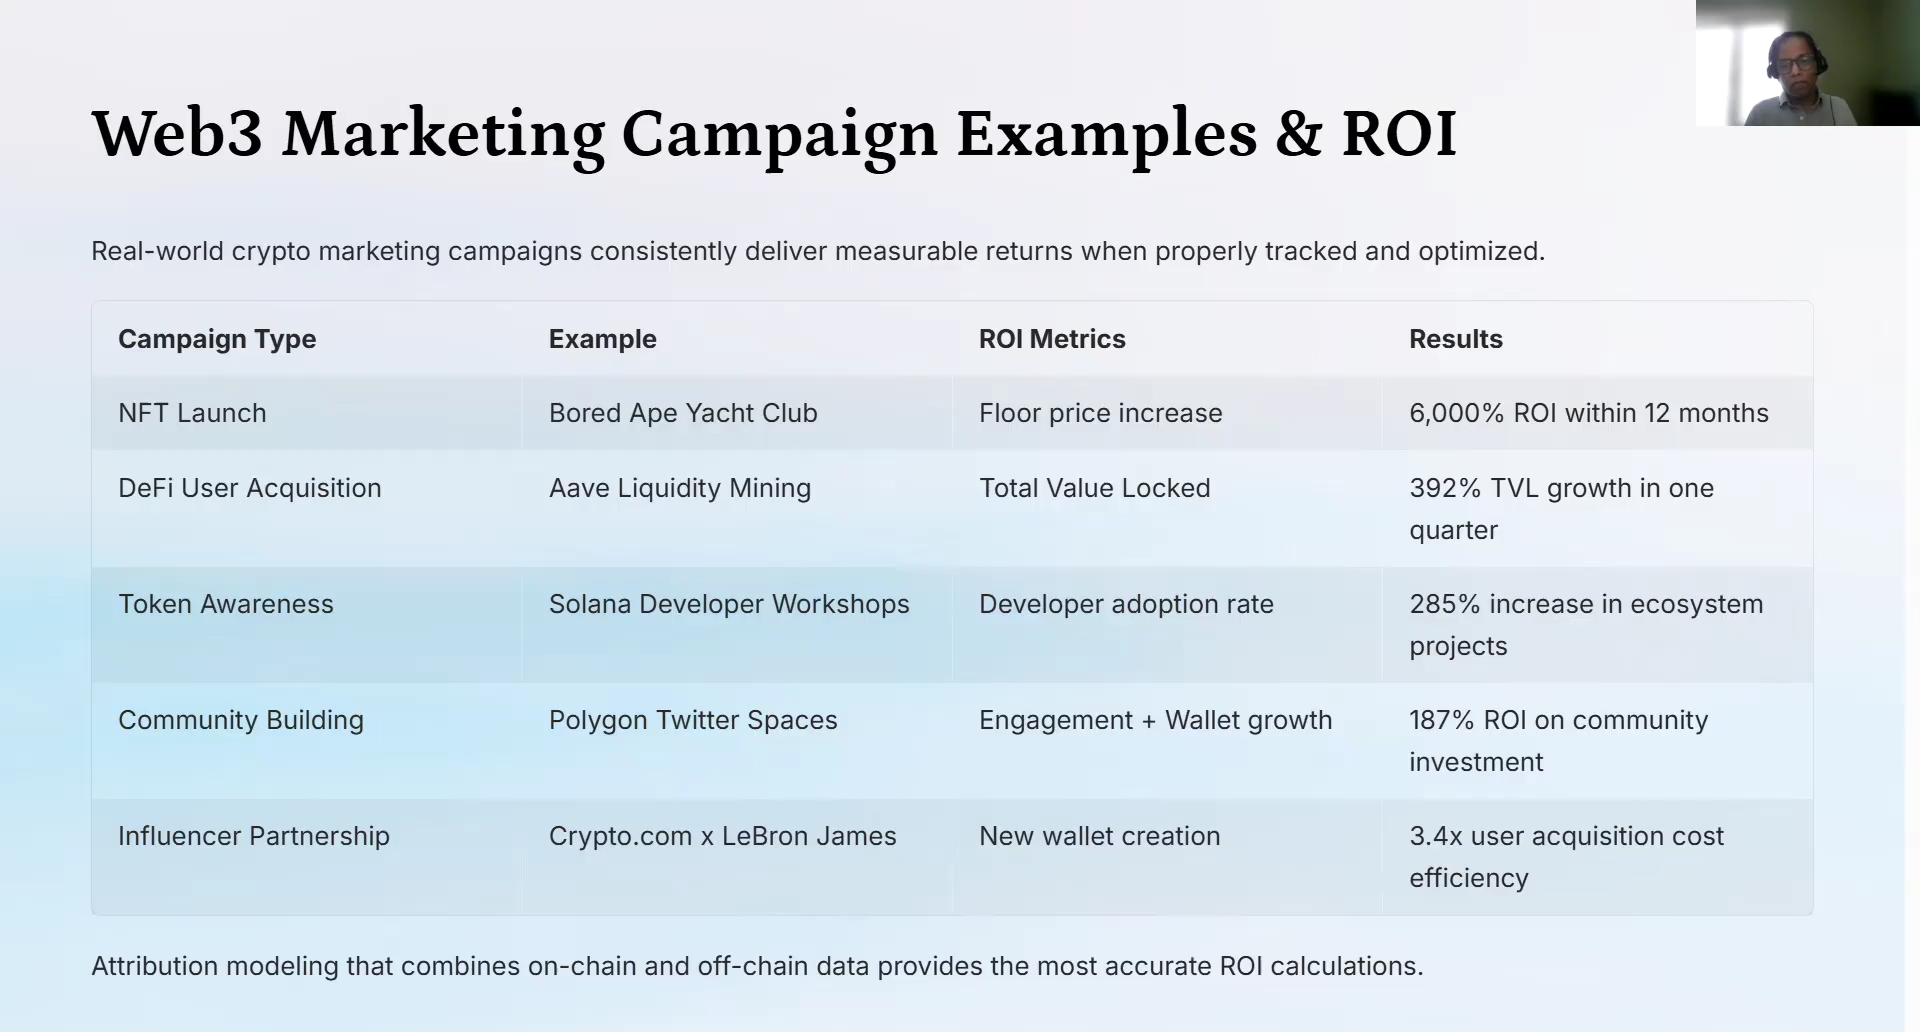 Web3 Marketing Campaign Examples & ROI
Real-world crypto marketing campaigns consistently deliver measurable returns when properly tracked and optimized.
Campaign Type
Example
ROI Metrics
Results
NFT Launch
Bored Ape Yacht Club
Floor price increase
6,000% ROI within 12 months
DeFi User Acquisition
Aave Liquidity Mining
Total Value Locked
392% TVL growth in one
quarter
Token Awareness
Solana Developer Workshops
Developer adoption rate
285% increase in ecosystem
projects
Community Building
Polygon Twitter Spaces
Engagement + Wallet growth
187% ROI on community
investment
Influencer Partnership
Crypto.com x LeBron James
New wallet creation
3.4x user acquisition cost
efficiency
Attribution modeling that combines on-chain and off-chain data provides the most accurate ROI calculations.